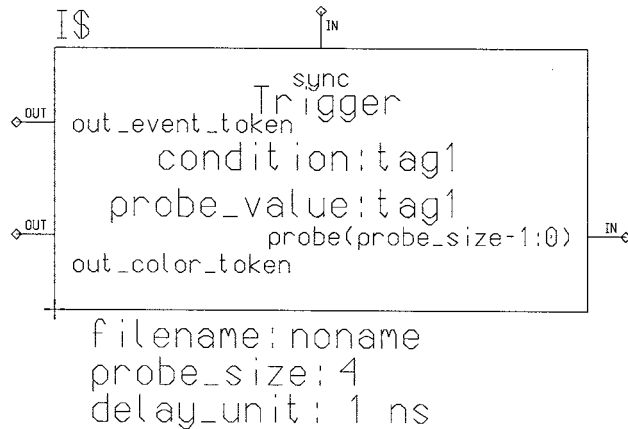 I$
IN
sync
Trigger
OUT
out_event_token
condition:tag1
probe_value:tag1
OUT
IN
probe(probe_size-1:0)
out_color_token
filename:noname
probe_size:4
delay_unit: 1 ns